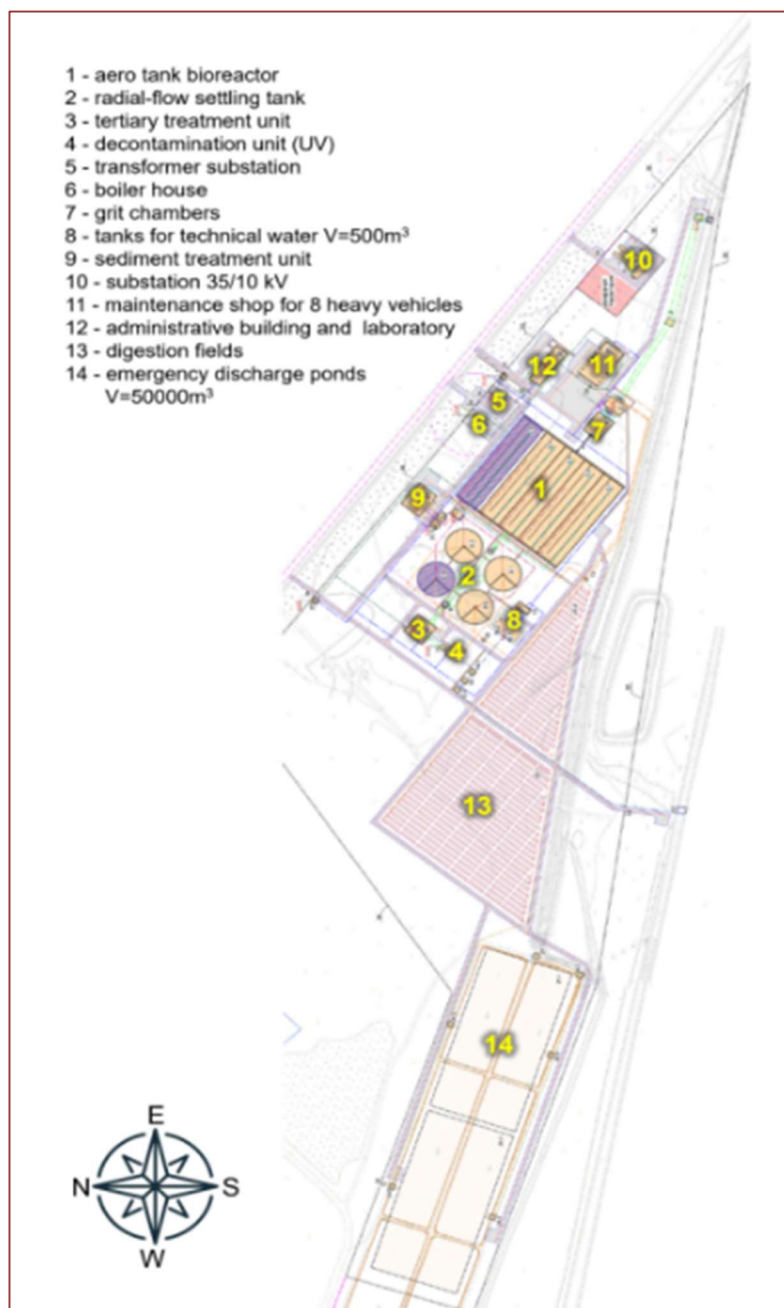 1 - aero tank bioreactor
2 - radial-flow settling tank
3 - tertiary treatment unit
4 - decontamination unit (UV)
5 - transformer substation
6 - boiler house
7 - grit chambers
8 - tanks for technical water V=500m³
9 - sediment treatment unit
10 - substation 35/10 kV
11 - maintenance shop for 8 heavy vehicles
12 - administrative building and laboratory
13 - digestion fields
14 - emergency discharge ponds
V=50000m³
10
12
11
5
6
7
9
1
2
8
3
4
13
14
E
N
S
W